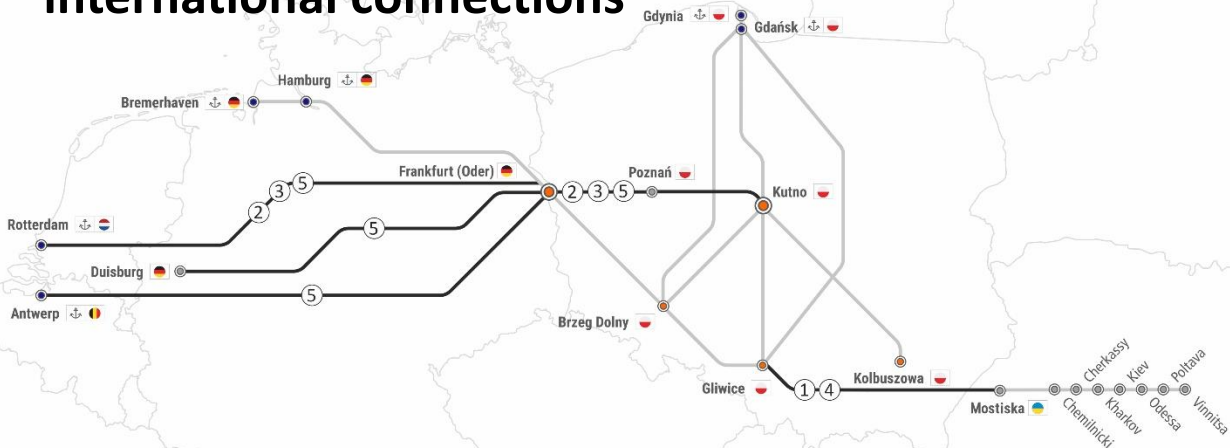 international connections
Gdynia
Gdańsk
Hamburg
Bremerhaven
Frankfurt (Oder)
Poznań
5
3
2
2 3 5
Kutno
Rotterdam
5
Duisburg
5
Antwerp
Brzeg Dolny
Gliwice
1 4
Kolbuszowa
Mostiska
Chemilnicki
Cherkassy
Kharkov
Kiev
Odessa
Poltava
Vinnitsa